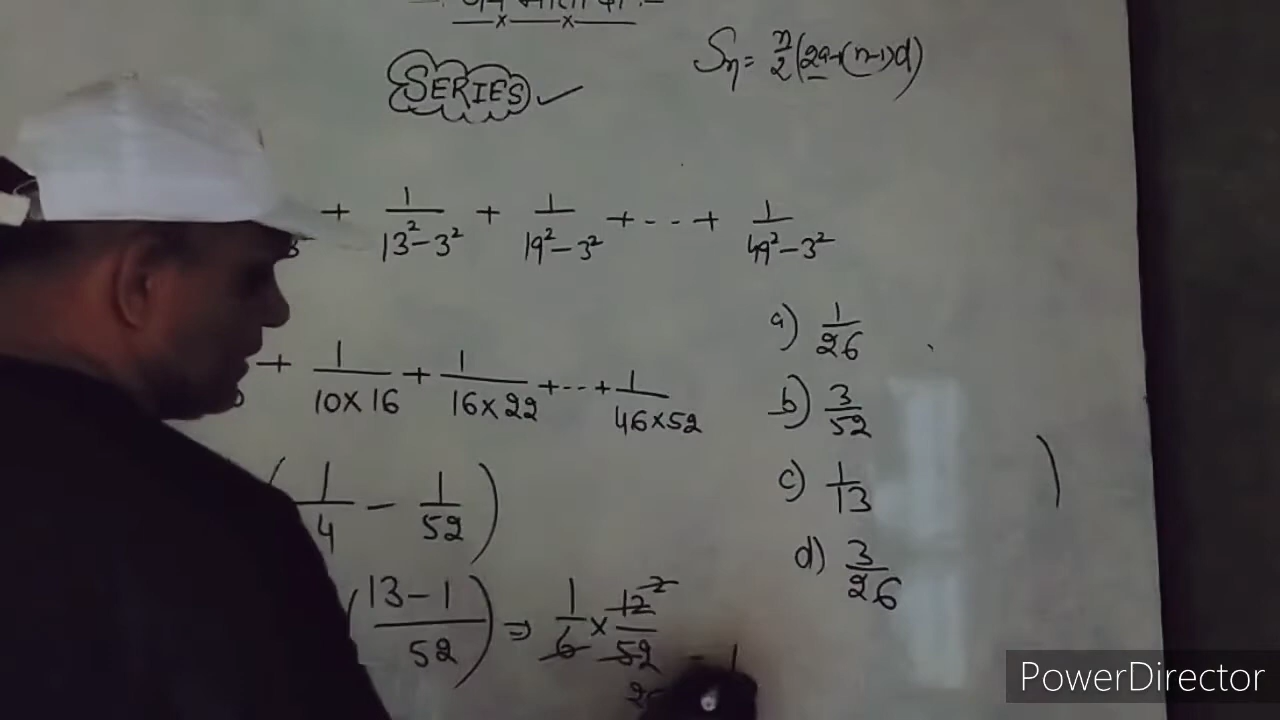 SERIES ✓
Sn = n/2 (2a+(n-1)d)
+ 1/(13²-3²) + 1/(19²-3²) + - - + 1/(49²-3²)
+ 1/(10×16) + 1/(16×22) + - - + 1/(46×52)
a) 1/26
b) 3/52
c) 1/13
d) 3/26
(1/4 - 1/52)
((13-1)/52) ⇒ 1/6 × 12/52
PowerDirector